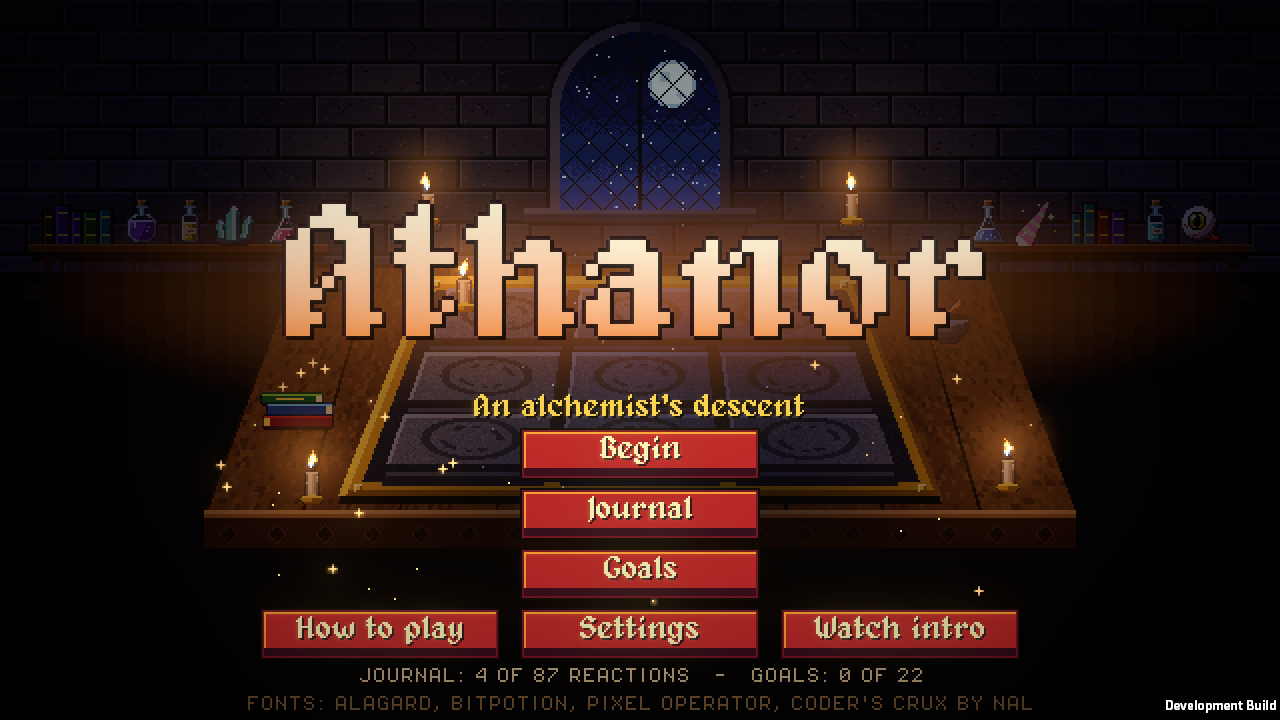 Athanor
An alchemist's descent
Begin
Journal
Goals
How to play
Settings
Watch intro
JOURNAL: 4 OF 87 REACTIONS - GOALS: 0 OF 22
FONTS: ALAGARD, BITPOTION, PIXEL OPERATOR, CODER'S CRUX BY NAL
Development Build